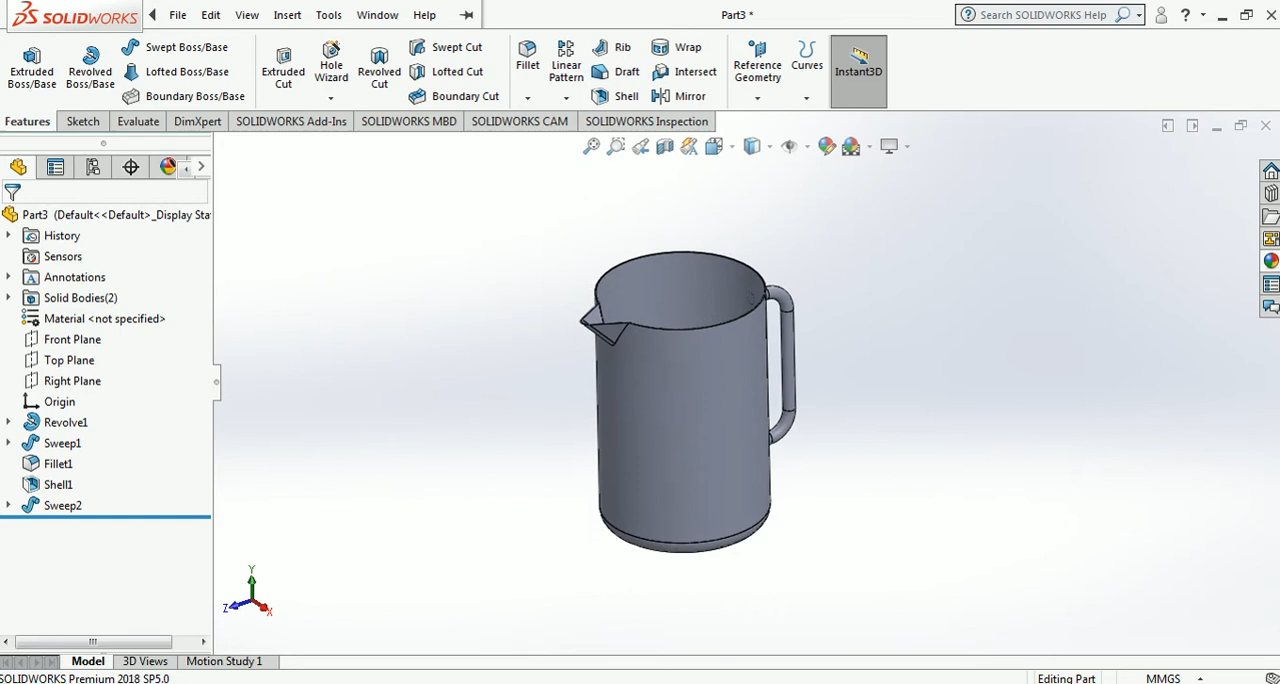 SOLIDWORKS File Edit View Insert Tools Window Help Part3 * Search SOLIDWORKS Help ?
Extruded Boss/Base
Revolved Boss/Base
Swept Boss/Base
Lofted Boss/Base
Boundary Boss/Base
Extruded Cut
Hole Wizard
Revolved Cut
Swept Cut
Lofted Cut
Boundary Cut
Fillet
Linear Pattern
Rib
Draft
Shell
Wrap
Intersect
Mirror
Reference Geometry
Curves
Instant3D
Features Sketch Evaluate DimXpert SOLIDWORKS Add-Ins SOLIDWORKS MBD SOLIDWORKS CAM SOLIDWORKS Inspection
Part3 (Default<<Default>_Display Sta
History
Sensors
Annotations
Solid Bodies(2)
Material <not specified>
Front Plane
Top Plane
Right Plane
Origin
Revolve1
Sweep1
Fillet1
Shell1
Sweep2
Y
Z
X
Model 3D Views Motion Study 1
SOLIDWORKS Premium 2018 SP5.0 Editing Part MMGS